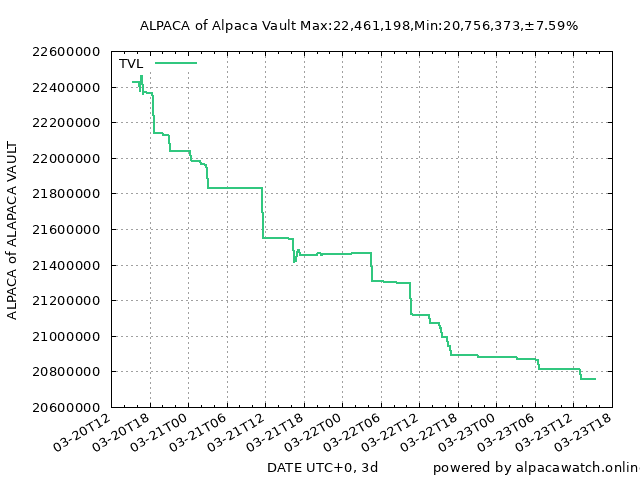 ALPACA of Alpaca Vault Max:22,461,198,Min:20,756,373,±7.59%
TVL
22600000
22400000
22200000
22000000
21800000
21600000
21400000
21200000
21000000
20800000
20600000
ALPACA of ALAPACA VAULT
03-20T12
03-20T18
03-21T00
03-21T06
03-21T12
03-21T18
03-22T00
03-22T06
03-22T12
03-22T18
03-23T00
03-23T06
03-23T12
03-23T18
DATE UTC+0, 3d
powered by alpacawatch.onlin